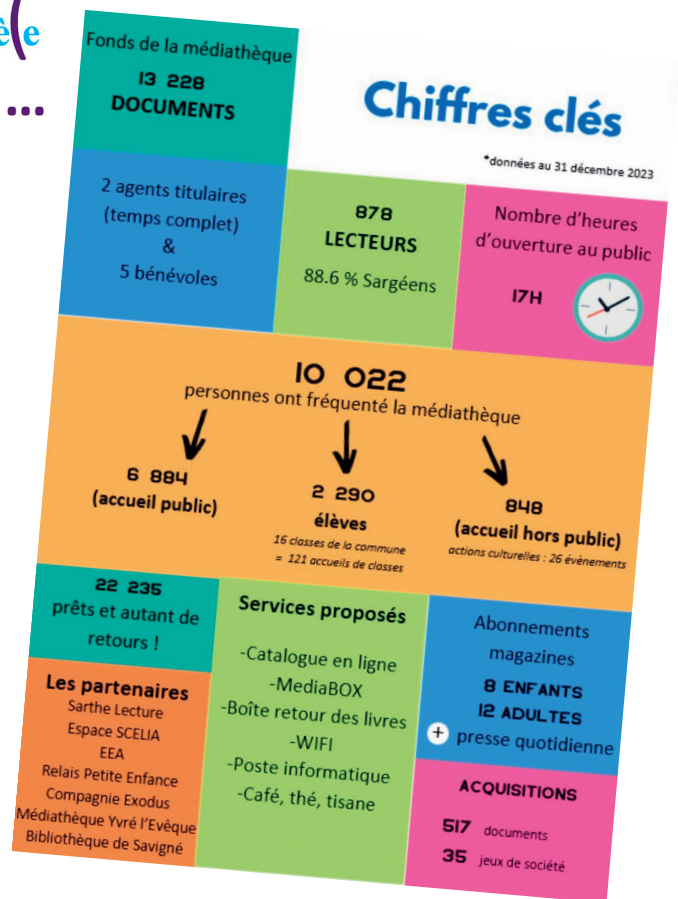 èle
...
Fonds de la médiathèque
13 228
DOCUMENTS
Chiffres clés
*données au 31 décembre 2023
2 agents titulaires
(temps complet)
&
5 bénévoles
878
LECTEURS
88.6 % Sargéens
Nombre d'heures
d'ouverture au public
17H
10 022
personnes ont fréquenté la médiathèque
6 884
(accueil public)
2 290
élèves
16 classes de la commune
= 121 accueils de classes
848
(accueil hors public)
actions culturelles : 26 évènements
22 235
prêts et autant de
retours !
Les partenaires
Sarthe Lecture
Espace SCELIA
EEA
Relais Petite Enfance
Compagnie Exodus
Médiathèque Yvré l'Evêque
Bibliothèque de Savigné
Services proposés
-Catalogue en ligne
-MediaBOX
-Boîte retour des livres
-WIFI
-Poste informatique
-Café, thé, tisane
Abonnements
magazines
8 ENFANTS
12 ADULTES
+ presse quotidienne
ACQUISITIONS
517 documents
35 jeux de société